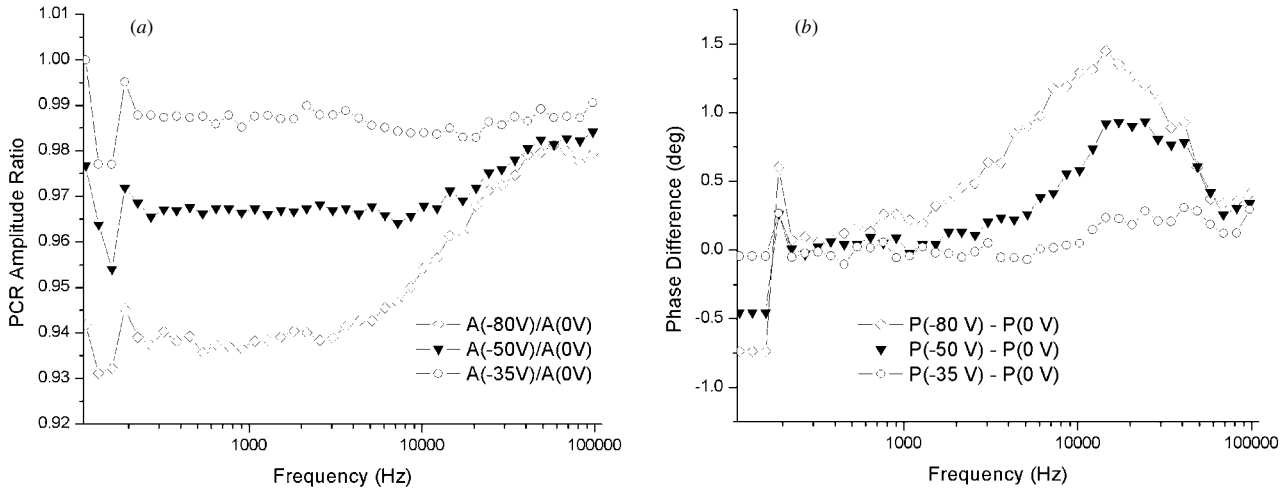 (a)
1.01
1.00
0.99
0.98
0.97
0.96
0.95
0.94
0.93
0.92
PCR Amplitude Ratio
A(-80V)/A(0V)
A(-50V)/A(0V)
A(-35V)/A(0V)
1000
10000
100000
Frequency (Hz)
(b)
1.5
1.0
0.5
0.0
-0.5
-1.0
Phase Difference (deg)
P(-80 V) - P(0 V)
P(-50 V) - P(0 V)
P(-35 V) - P(0 V)
1000
10000
100000
Frequency (Hz)